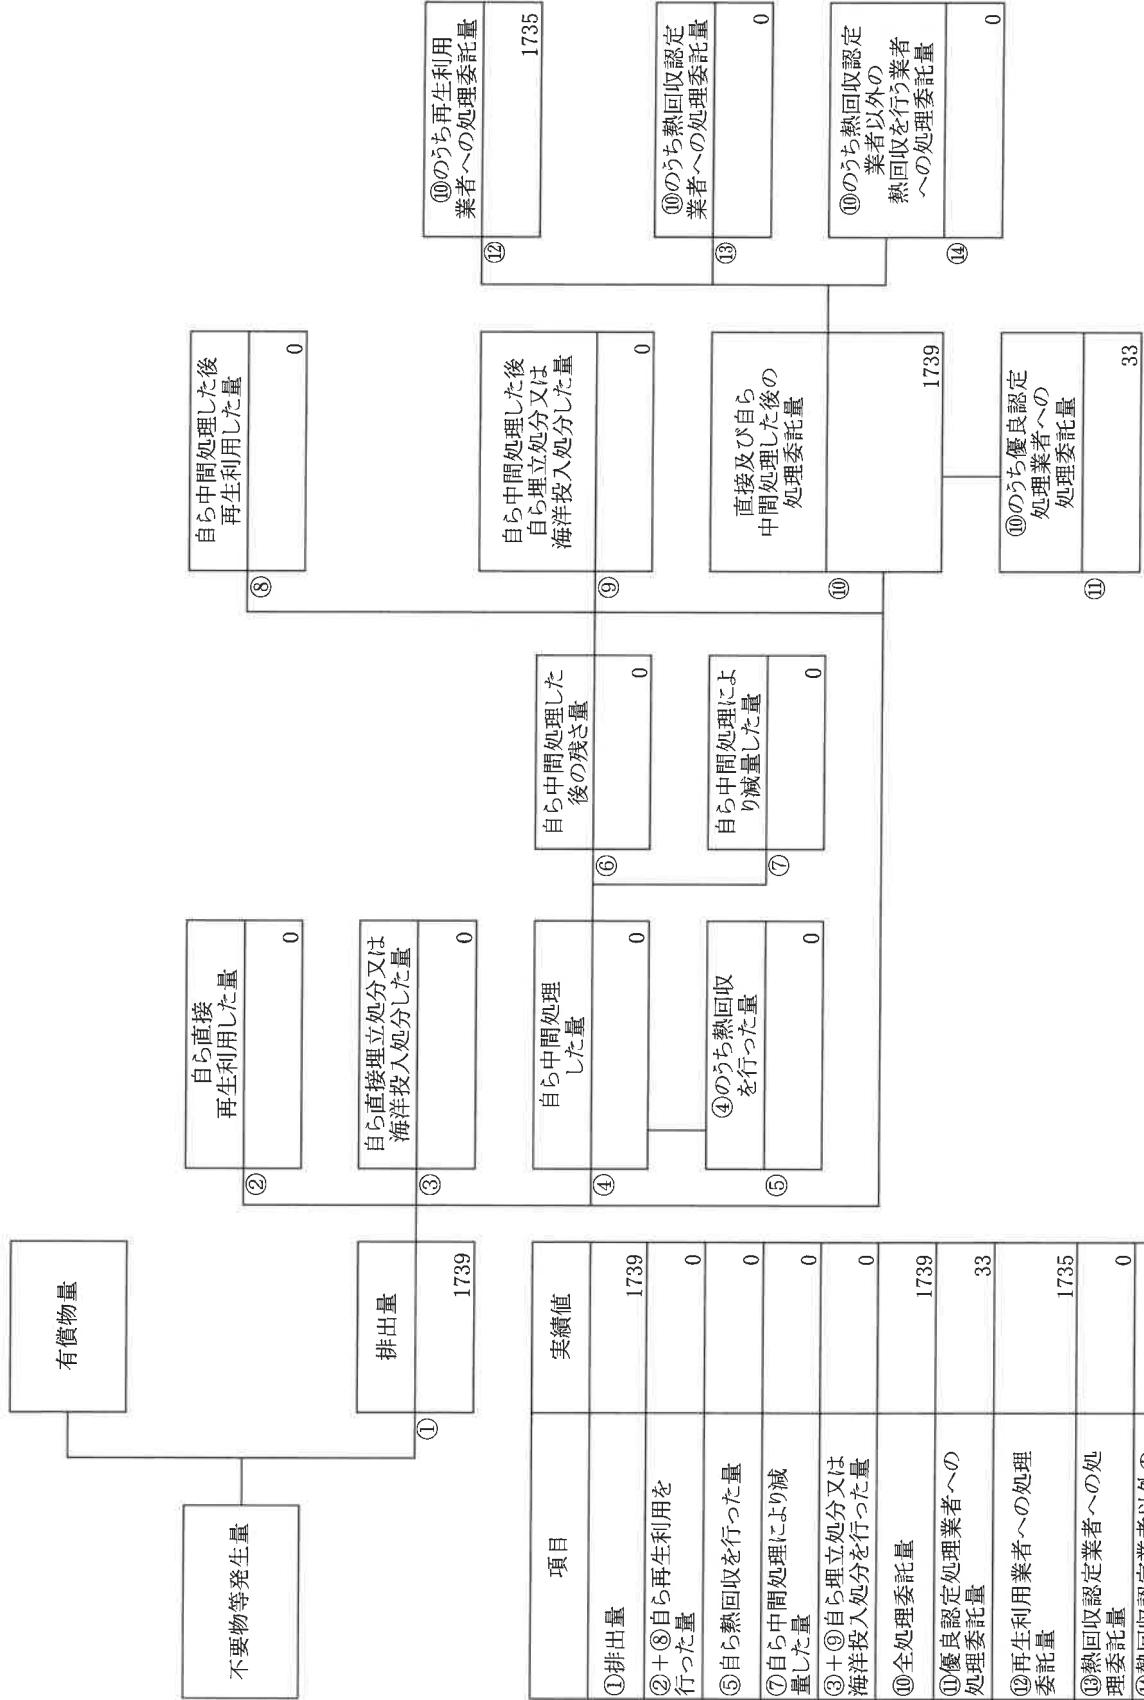 不要物等発生量
有償物量
①
排出量
1739
②
自ら直接
再生利用した量
0
③
自ら直接埋立処分又は
海洋投入処分した量
0
④
自ら中間処理
した量
0
⑤
④のうち熱回収
を行った量
0
⑥
自ら中間処理した
後の残さ量
0
⑦
自ら中間処理によ
り減量した量
0
⑧
自ら中間処理した後
再生利用した量
0
⑨
自ら中間処理した後
自ら埋立処分又は
海洋投入処分した量
0
⑩
直接及び自ら
中間処理した後の
処理委託量
1739
⑪
⑩のうち優良認定
処理業者への
処理委託量
33
⑫
⑩のうち再生利用
業者への処理委託量
1735
⑬
⑩のうち熱回収認定
業者への処理委託量
0
⑭
⑩のうち熱回収認定
業者以外の
熱回収を行う業者
への処理委託量
0
項目 実績値
①排出量 1739
②+⑧自ら再生利用を
行った量 0
⑤自ら熱回収を行った量 0
⑦自ら中間処理により減
量した量 0
③+⑨自ら埋立処分又は
海洋投入処分を行った量 0
⑩全処理委託量 1739
⑪優良認定処理業者への
処理委託量 33
⑫再生利用業者への処理
委託量 1735
⑬熱回収認定業者への処
理委託量 0